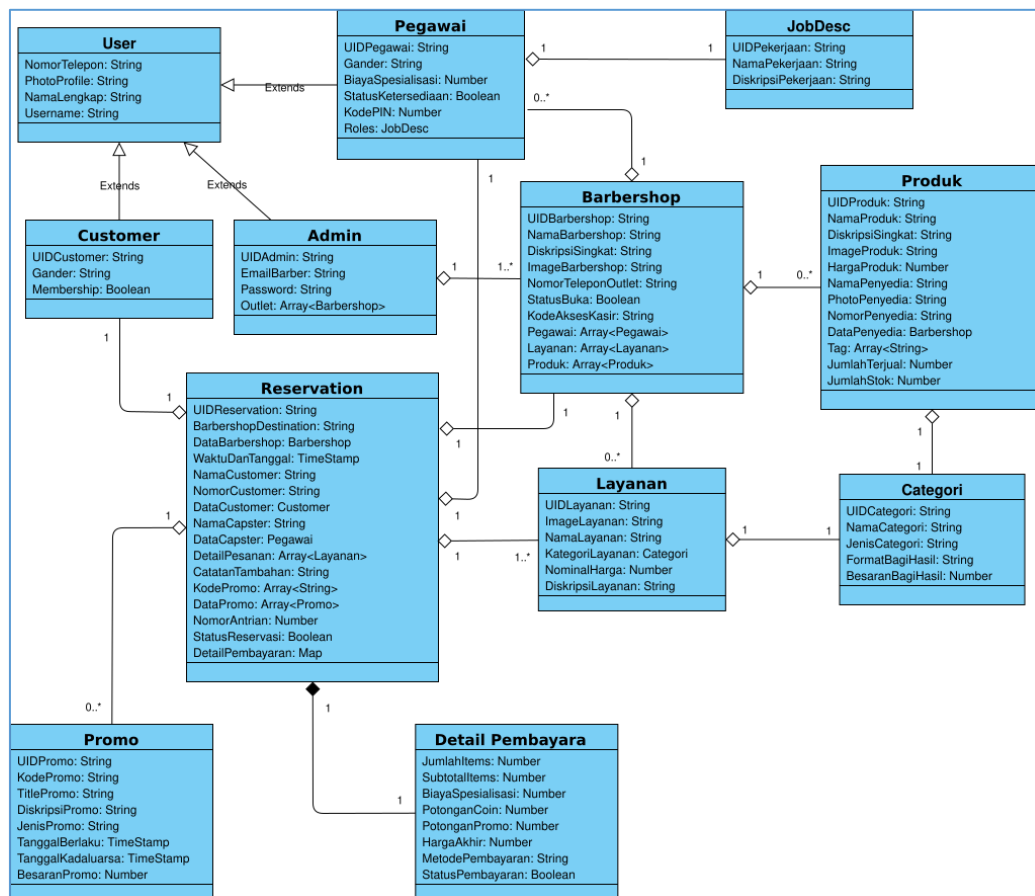 User
NomorTelepon: String
PhotoProfile: String
NamaLengkap: String
Username: String
Pegawai
UIDPegawai: String
Gander: String
BiayaSpesialisasi: Number
StatusKetersediaan: Boolean
KodePIN: Number
Roles: JobDesc
JobDesc
UIDPekerjaan: String
NamaPekerjaan: String
DiskripsiPekerjaan: String
1
1
Extends
0..*
1
Extends
Extends
1
Customer
UIDCustomer: String
Gander: String
Membership: Boolean
Admin
UIDAdmin: String
EmailBarber: String
Password: String
Outlet: Array<Barbershop>
1
1..*
Barbershop
UIDBarbershop: String
NamaBarbershop: String
DiskripsiSingkat: String
ImageBarbershop: String
NomorTeleponOutlet: String
StatusBuka: Boolean
KodeAksesKasir: String
Pegawai: Array<Pegawai>
Layanan: Array<Layanan>
Produk: Array<Produk>
1
0..*
Produk
UIDProduk: String
NamaProduk: String
DiskripsiSingkat: String
ImageProduk: String
HargaProduk: Number
NamaPenyedia: String
PhotoPenyedia: String
NomorPenyedia: String
DataPenyedia: Barbershop
Tag: Array<String>
JumlahTerjual: Number
JumlahStok: Number
1
1
Reservation
UIDReservation: String
BarbershopDestination: String
DataBarbershop: Barbershop
WaktuDanTanggal: TimeStamp
NamaCustomer: String
NomorCustomer: String
DataCustomer: Customer
NamaCapster: String
DataCapster: Pegawai
DetailPesanan: Array<Layanan>
CatatanTambahan: String
KodePromo: Array<String>
DataPromo: Array<Promo>
NomorAntrian: Number
StatusReservasi: Boolean
DetailPembayaran: Map
1
1
1
0..*
1
1
1
1..*
Layanan
UIDLayanan: String
ImageLayanan: String
NamaLayanan: String
KategoriLayanan: Categori
NominalHarga: Number
DiskripsiLayanan: String
1
1
1
1
Categori
UIDCategori: String
NamaCategori: String
JenisCategori: String
FormatBagiHasil: String
BesaranBagiHasil: Number
1
0..*
Promo
UIDPromo: String
KodePromo: String
TitlePromo: String
DiskripsiPromo: String
JenisPromo: String
TanggalBerlaku: TimeStamp
TanggalKadaluarsa: TimeStamp
BesaranPromo: Number
1
1
Detail Pembayara
JumlahItems: Number
SubtotalItems: Number
BiayaSpesialisasi: Number
PotonganCoin: Number
PotonganPromo: Number
HargaAkhir: Number
MetodePembayaran: String
StatusPembayaran: Boolean